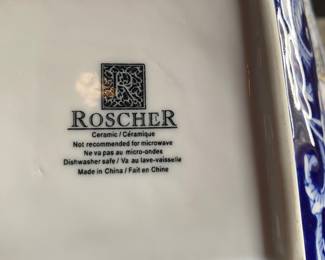 R
ROSCHER
Ceramic / Céramique
Not recommended for microwave
Ne va pas au micro-ondes
Dishwasher safe / Va au lave-vaisselle
Made in China / Fait en Chine